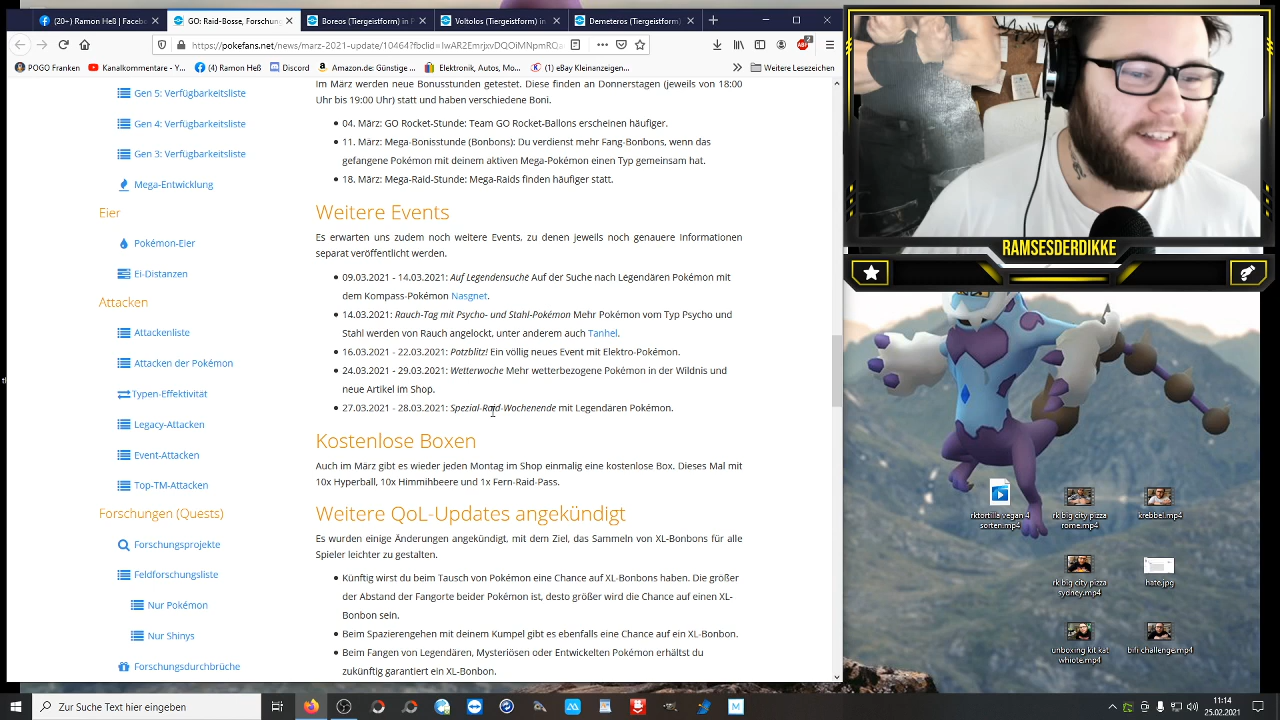 (20+) Ramon Heß | Faceb
GO: Raid, Forschun
Boreos (Tiergeistform) in
Voltolos (Tiergeistform) in
Demeteros (Tiergeistform)
https://pokefans.net/news/marz-2021-update/10464?fbclid=
POGO Franken
Kanalkommentare - Yo
(4) Ramon Heß
Discord
Amazon.de: Günstige
Elektronik, Autos, Mo
(1) eBay Kleinanzeigen
Weitere Lesezeichen
Gen 5: Verfügbarkeitsliste
Gen 4: Verfügbarkeitsliste
Gen 3: Verfügbarkeitsliste
Mega-Entwicklung
Eier
Pokémon-Eier
Ei-Distanzen
Attacken
Attackenliste
Attacken der Pokémon
Typen-Effektivität
Legacy-Attacken
Event-Attacken
Top-TM-Attacken
Forschungen (Quests)
Forschungsprojekte
Feldforschungsliste
Nur Pokémon
Nur Shinys
Forschungsdurchbrüche
Im März werden neue Bonusstunden getestet. Diese finden an Donnerstagen (jeweils von 18:00
Uhr bis 19:00 Uhr) statt und haben verschiedene Boni.
04. März: GO Rocket-Stunde: Team GO Rocket-Ballons erscheinen häufiger.
11. März: Mega-Bonisstunde (Bonbons): Du verdienst mehr Fang-Bonbons, wenn das
gefangene Pokémon mit deinem aktiven Mega-Pokémon einen Typ gemeinsam hat.
18. März: Mega-Raid-Stunde: Mega-Raids finden häufiger statt.
Weitere Events
Es erwarten uns zudem noch weitere Events, zu denen jeweils noch genauere Informationen
separat veröffentlicht werden.
09.03.2021 - 14.03.2021: Auf Legendensuche Auf der Suche nach Legendären Pokémon mit
dem Kompass-Pokémon Nasgnet.
14.03.2021: Rauch-Tag mit Psycho- und Stahl-Pokémon Mehr Pokémon vom Typ Psycho und
Stahl werden von Rauch angelockt, unter anderem auch Tanhel.
16.03.2021 - 22.03.2021: Potzblitz! Ein völlig neues Event mit Elektro-Pokémon.
24.03.2021 - 29.03.2021: Wetterwoche Mehr wetterbezogene Pokémon in der Wildnis und
neue Artikel im Shop.
27.03.2021 - 28.03.2021: Spezial-Raid-Wochenende mit Legendären Pokémon.
Kostenlose Boxen
Auch im März gibt es wieder jeden Montag im Shop einmalig eine kostenlose Box. Dieses Mal mit
10x Hyperball, 10x Himmihbeere und 1x Fern-Raid-Pass.
Weitere QoL-Updates angekündigt
Es wurden einige Änderungen angekündigt, mit dem Ziel, das Sammeln von XL-Bonbons für alle
Spieler leichter zu gestalten.
Künftig wirst du beim Tausch von Pokémon eine Chance auf XL-Bonbons haben. Die größer
der Abstand der Fangorte beider Pokémon ist, desto größer wird die Chance auf einen XL-
Bonbon sein.
Beim Spazierengehen mit deinem Kumpel gibt es ebenfalls eine Chance auf ein XL-Bonbon.
Beim Fangen von Legendären, Mysteriösen oder Entwickelten Pokémon erhältst du
zukünftig garantiert ein XL-Bonbon.
RAMSESDERDIKKE
rktortilla vegan 4
sorten.mp4
rk big city pizza
rome.mp4
krebbel.mp4
rk big city pizza
sydney.mp4
hate.jpg
unboxing kit kat
whiote.mp4
bifi challenge.mp4
Zur Suche Text hier eingeben
11:14
25.02.2021